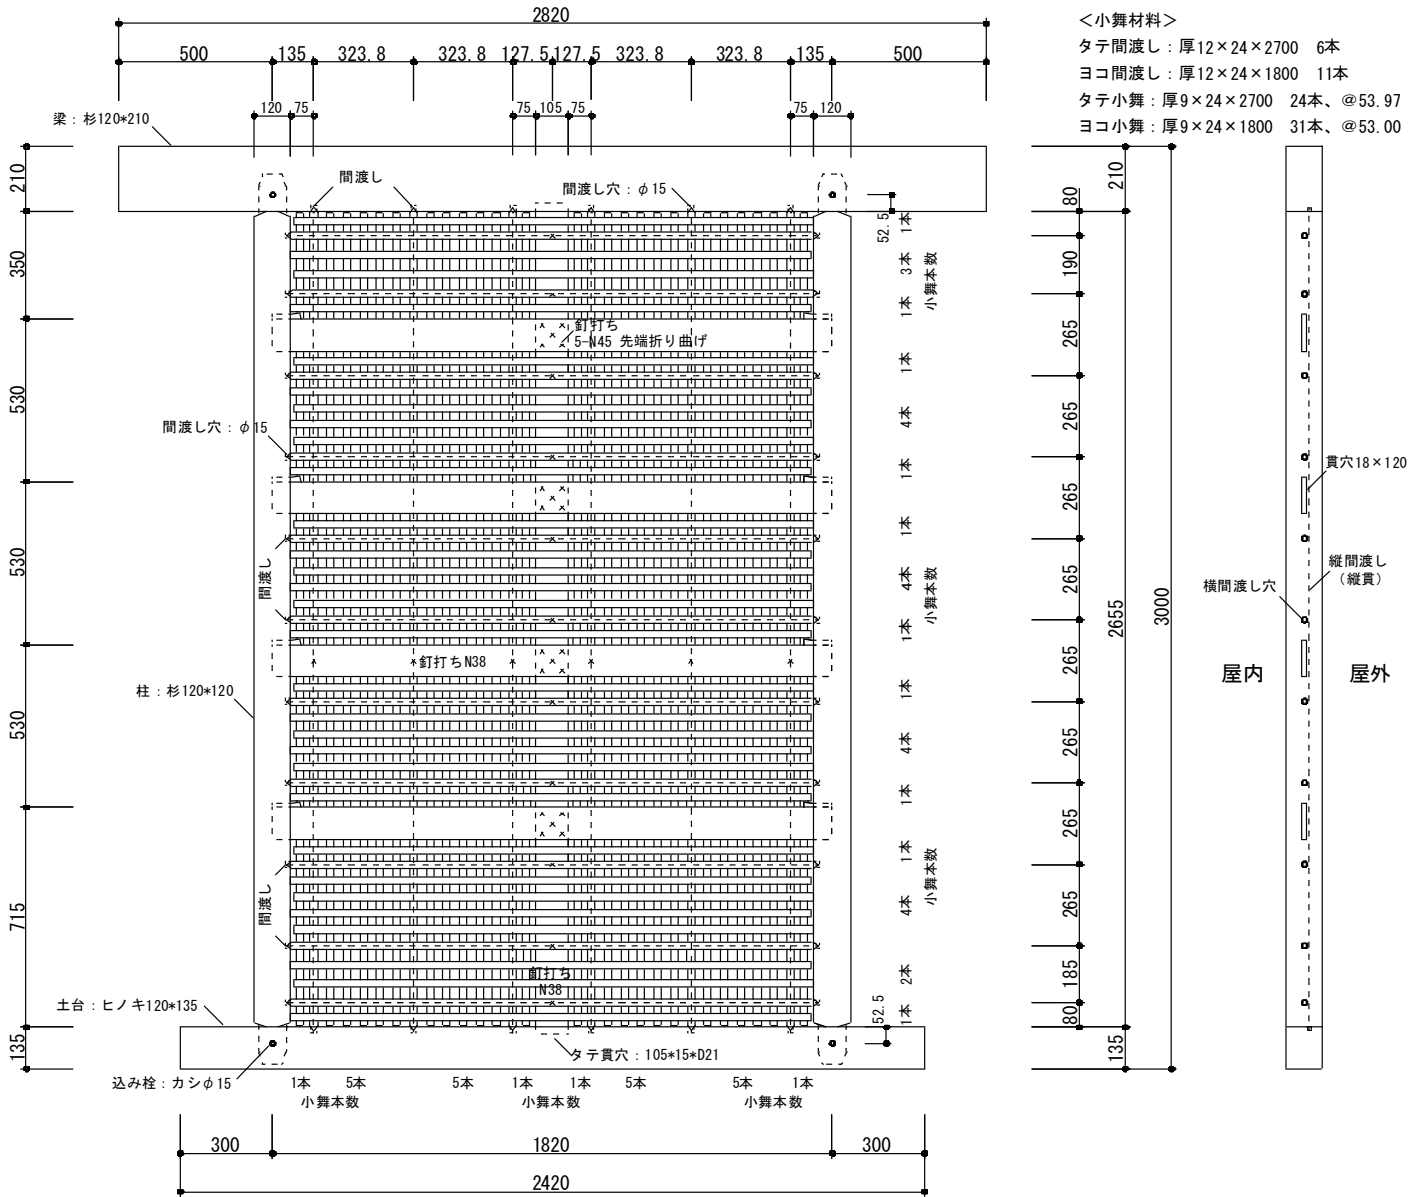 2820
500 135 323.8 323.8 127.5 127.5 323.8 323.8 135 500
120 75 75 105 75 75 120
<小舞材料>
タテ間渡し：厚12×24×2700 6本
ヨコ間渡し：厚12×24×1800 11本
タテ小舞：厚9×24×2700 24本、@53.97
ヨコ小舞：厚9×24×1800 31本、@53.00
梁：杉120*210
間渡し
間渡し穴：φ15
210
350
530
530
530
715
135
52.5
1本
3本
1本
小舞本数
釘打ち
5-N45 先端折り曲げ
1本
4本
1本
間渡し穴：φ15
1本
4本
1本
小舞本数
間渡し
釘打ちN38
柱：杉120*120
1本
4本
1本
1本
4本
2本
1本
小舞本数
間渡し
釘打ち
N38
52.5
土台：ヒノキ120*135
込み栓：カシφ15
タテ貫穴：105*15*D21
1本 5本 5本 1本 1本 5本 5本 1本
小舞本数 小舞本数 小舞本数
300 1820 300
2420
80
190
265
265
265
265
265
265
265
265
185
80
210
2655
135
3000
貫穴18×120
縦間渡し
（縦貫）
横間渡し穴
屋内 屋外